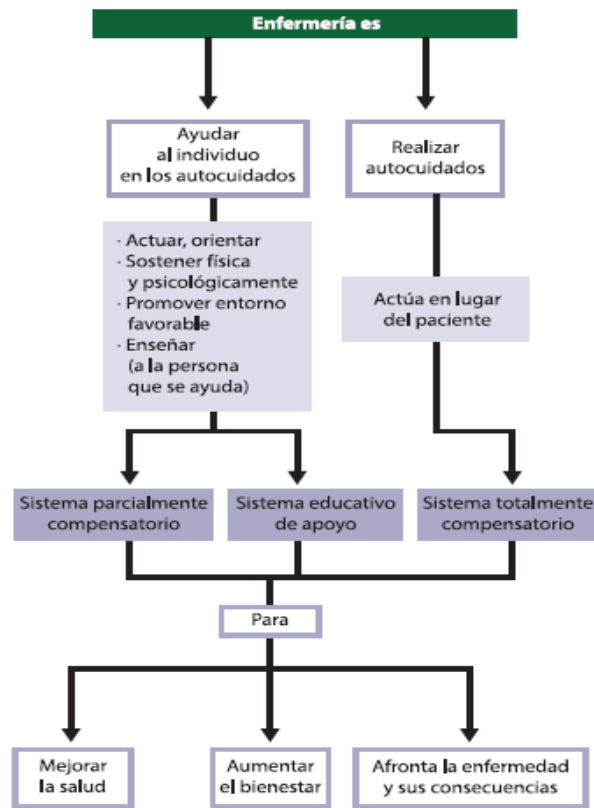 Enfermería es
Ayudar
al individuo
en los autocuidados
Realizar
autocuidados
· Actuar, orientar
· Sostener física
y psicológicamente
· Promover entorno
favorable
· Enseñar
(a la persona
que se ayuda)
Actúa en lugar
del paciente
Sistema parcialmente
compensatorio
Sistema educativo
de apoyo
Sistema totalmente
compensatorio
Para
Mejorar
la salud
Aumentar
el bienestar
Afronta la enfermedad
y sus consecuencias